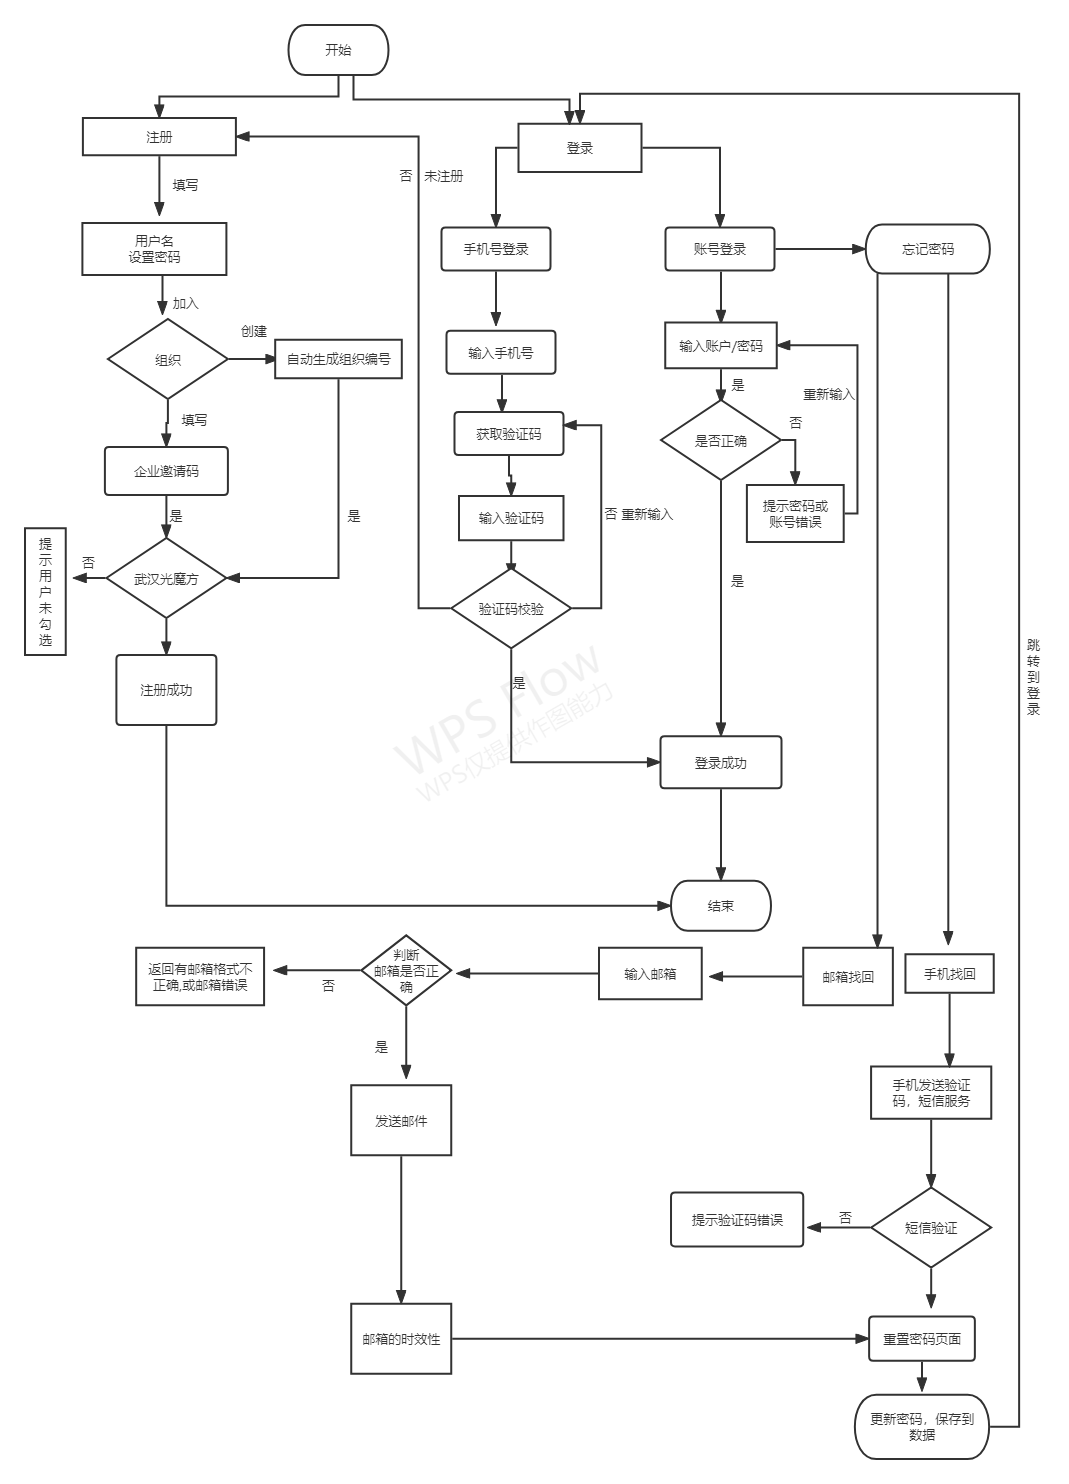 开始
注册
登录
填写
否
未注册
用户名
设置密码
手机号登录
账号登录
忘记密码
加入
创建
组织
自动生成组织编号
输入手机号
输入账户/密码
是
重新输入
填写
获取验证码
是否正确
否
企业邀请码
是
是
输入验证码
否 重新输入
提示密码或
账号错误
提
示
用
户
未
勾
选
否
武汉光魔方
验证码校验
是
注册成功
是
WPS Flow
WPS仅提供作图能力
跳
转
到
登
录
登录成功
结束
返回有邮箱格式不
正确,或邮箱错误
否
判断
邮箱是否正
确
输入邮箱
邮箱找回
手机找回
是
发送邮件
手机发送验证
码，短信服务
提示验证码错误
否
短信验证
邮箱的时效性
重置密码页面
更新密码，保存到
数据